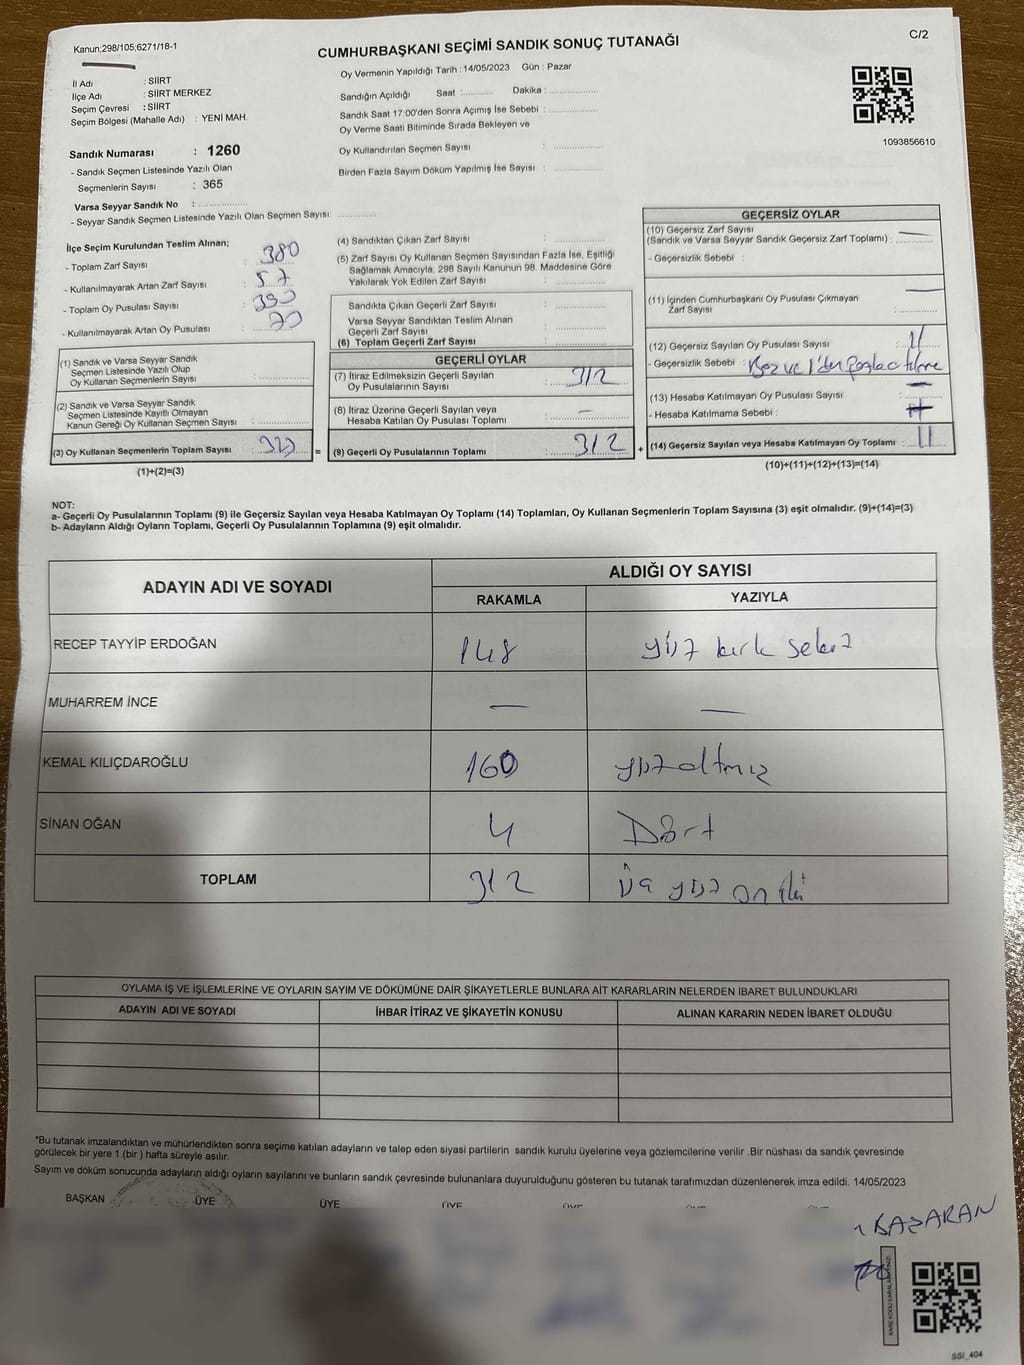 Kanun;298/105;6271/18-1
C/2
CUMHURBAŞKANI SEÇİMİ SANDIK SONUÇ TUTANAĞI
İl Adı : SİİRT
İlçe Adı : SİİRT MERKEZ
Seçim Çevresi : SİİRT
Seçim Bölgesi (Mahalle Adı) : YENİ MAH.
Oy Vermenin Yapıldığı Tarih :14/05/2023 Gün : Pazar
Sandığın Açıldığı Saat :........... Dakika :................
Sandık Saat 17:00'den Sonra Açımış İse Sebebi : ................
Oy Verme Saati Bitiminde Sırada Bekleyen ve
Oy Kullandırılan Seçmen Sayısı : ................
Birden Fazla Sayım Döküm Yapılmış İse Sayısı : ................
1093856610
Sandık Numarası : 1260
- Sandık Seçmen Listesinde Yazılı Olan
Seçmenlerin Sayısı : 365
Varsa Seyyar Sandık No : ................
- Seyyar Sandık Seçmen Listesinde Yazılı Olan Seçmen Sayısı: .............
İlçe Seçim Kurulundan Teslim Alınan;
- Toplam Zarf Sayısı : 380
- Kullanılmayarak Artan Zarf Sayısı : 57
- Toplam Oy Pusulası Sayısı :
- Kullanılmayarak Artan Oy Pusulası :
(1) Sandık ve Varsa Seyyar Sandık
Seçmen Listesinde Yazılı Olup
Oy Kullanan Seçmenlerin Sayısı : ................
(2) Sandık ve Varsa Seyyar Sandık
Seçmen Listesinde Kayıtlı Olmayan
Kanun Gereği Oy Kullanan Seçmen Sayısı : ................
(3) Oy Kullanan Seçmenlerin Toplam Sayısı : 323 =
(1)+(2)=(3)
(4) Sandıktan Çıkan Zarf Sayısı : ................
(5) Zarf Sayısı Oy Kullanan Seçmen Sayısından Fazla İse, Eşitliği
Sağlamak Amacıyla, 298 Sayılı Kanunun 98. Maddesine Göre
Yakılarak Yok Edilen Zarf Sayısı : ................
Sandıkta Çıkan Geçerli Zarf Sayısı : ................
Varsa Seyyar Sandıktan Teslim Alınan
Geçerli Zarf Sayısı : ................
(6) Toplam Geçerli Zarf Sayısı : ................
GEÇERLİ OYLAR
(7) İtiraz Edilmeksizin Geçerli Sayılan
Oy Pusulalarının Sayısı : 312
(8) İtiraz Üzerine Geçerli Sayılan veya
Hesaba Katılan Oy Pusulası Toplamı : –
(9) Geçerli Oy Pusulalarının Toplamı : 312 +
GEÇERSİZ OYLAR
(10) Geçersiz Zarf Sayısı
(Sandık ve Varsa Seyyar Sandık Geçersiz Zarf Toplamı) : —
- Geçersizlik Sebebi :
(11) İçinden Cumhurbaşkanı Oy Pusulası Çıkmayan
Zarf Sayısı : —
(12) Geçersiz Sayılan Oy Pusulası Sayısı : 11
- Geçersizlik Sebebi :
(13) Hesaba Katılmayan Oy Pusulası Sayısı : –
- Hesaba Katılmama Sebebi :
(14) Geçersiz Sayılan veya Hesaba Katılmayan Oy Toplamı : 11
(10)+(11)+(12)+(13)=(14)
NOT:
a- Geçerli Oy Pusulalarının Toplamı (9) ile Geçersiz Sayılan veya Hesaba Katılmayan Oy Toplamı (14) Toplamları, Oy Kullanan Seçmenlerin Toplam Sayısına (3) eşit olmalıdır. (9)+(14)=(3)
b- Adayların Aldığı Oyların Toplamı, Geçerli Oy Pusulalarının Toplamına (9) eşit olmalıdır.
ADAYIN ADI VE SOYADI
ALDIĞI OY SAYISI
RAKAMLA YAZIYLA
RECEP TAYYİP ERDOĞAN 148 yüz kırk sekiz
MUHARREM İNCE — —
KEMAL KILIÇDAROĞLU 160 yüzaltmış
SİNAN OĞAN 4 Dört
TOPLAM 312 üç yüz on iki
OYLAMA İŞ VE İŞLEMLERİNE VE OYLARIN SAYIM VE DÖKÜMÜNE DAİR ŞİKAYETLERLE BUNLARA AİT KARARLARIN NELERDEN İBARET BULUNDUKLARI
ADAYIN ADI VE SOYADI İHBAR İTİRAZ VE ŞİKAYETİN KONUSU ALINAN KARARIN NEDEN İBARET OLDUĞU
*Bu tutanak imzalandıktan ve mühürlendikten sonra seçime katılan adayların ve talep eden siyasi partilerin sandık kurulu üyelerine veya gözlemcilerine verilir .Bir nüshası da sandık çevresinde
görülecek bir yere 1 (bir ) hafta süreyle asılır.
Sayım ve döküm sonucunda adayların aldığı oyların sayılarını ve bunların sandık çevresinde bulunanlara duyurulduğunu gösteren bu tutanak tarafımızdan düzenlenerek imza edildi. 14/05/2023
BAŞKAN ÜYE ÜYE ÜYE ÜYE
BAZARAN
SSI_404